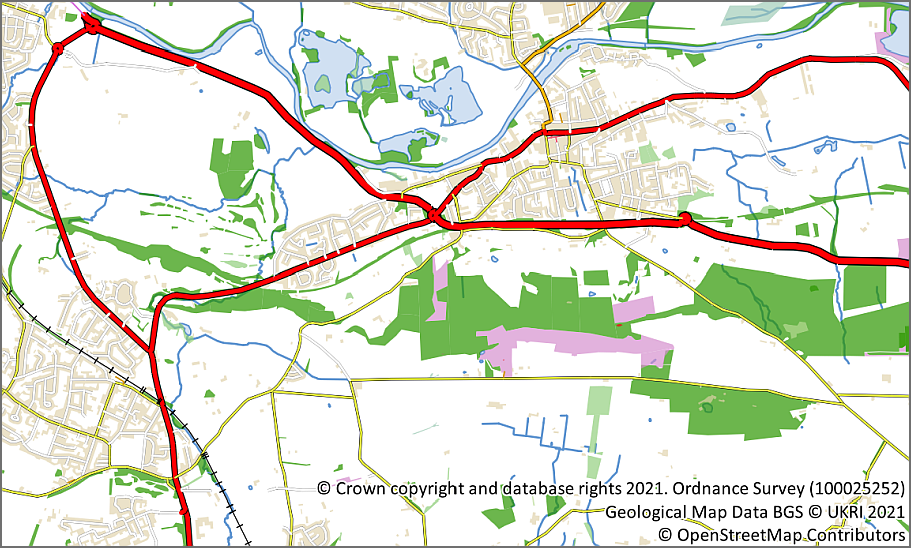 © Crown copyright and database rights 2021. Ordnance Survey (100025252)
Geological Map Data BGS © UKRI 2021
© OpenStreetMap Contributors